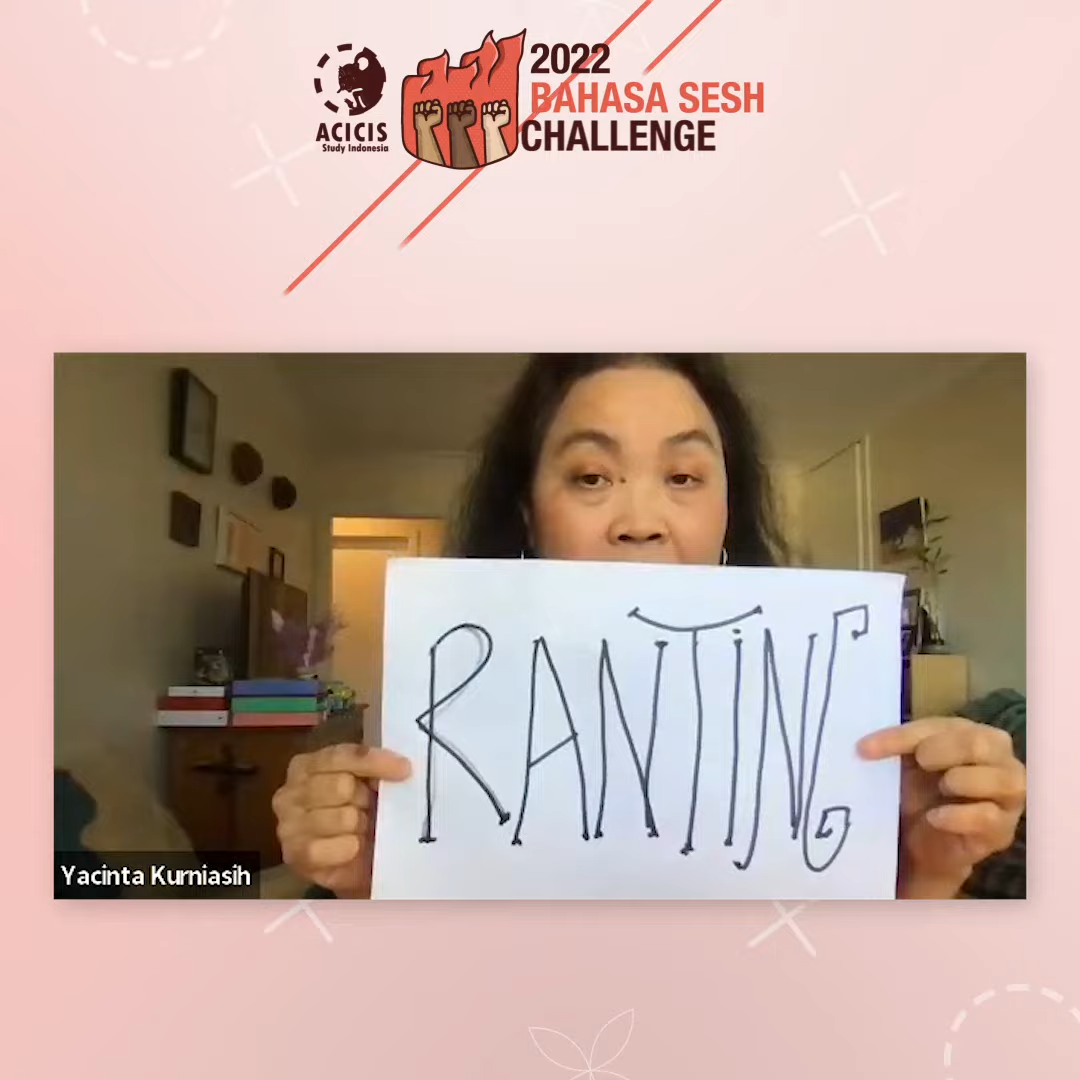 ACICIS
Study Indonesia
2022
BAHASA SESH
CHALLENGE
RANTING
Yacinta Kurniasih